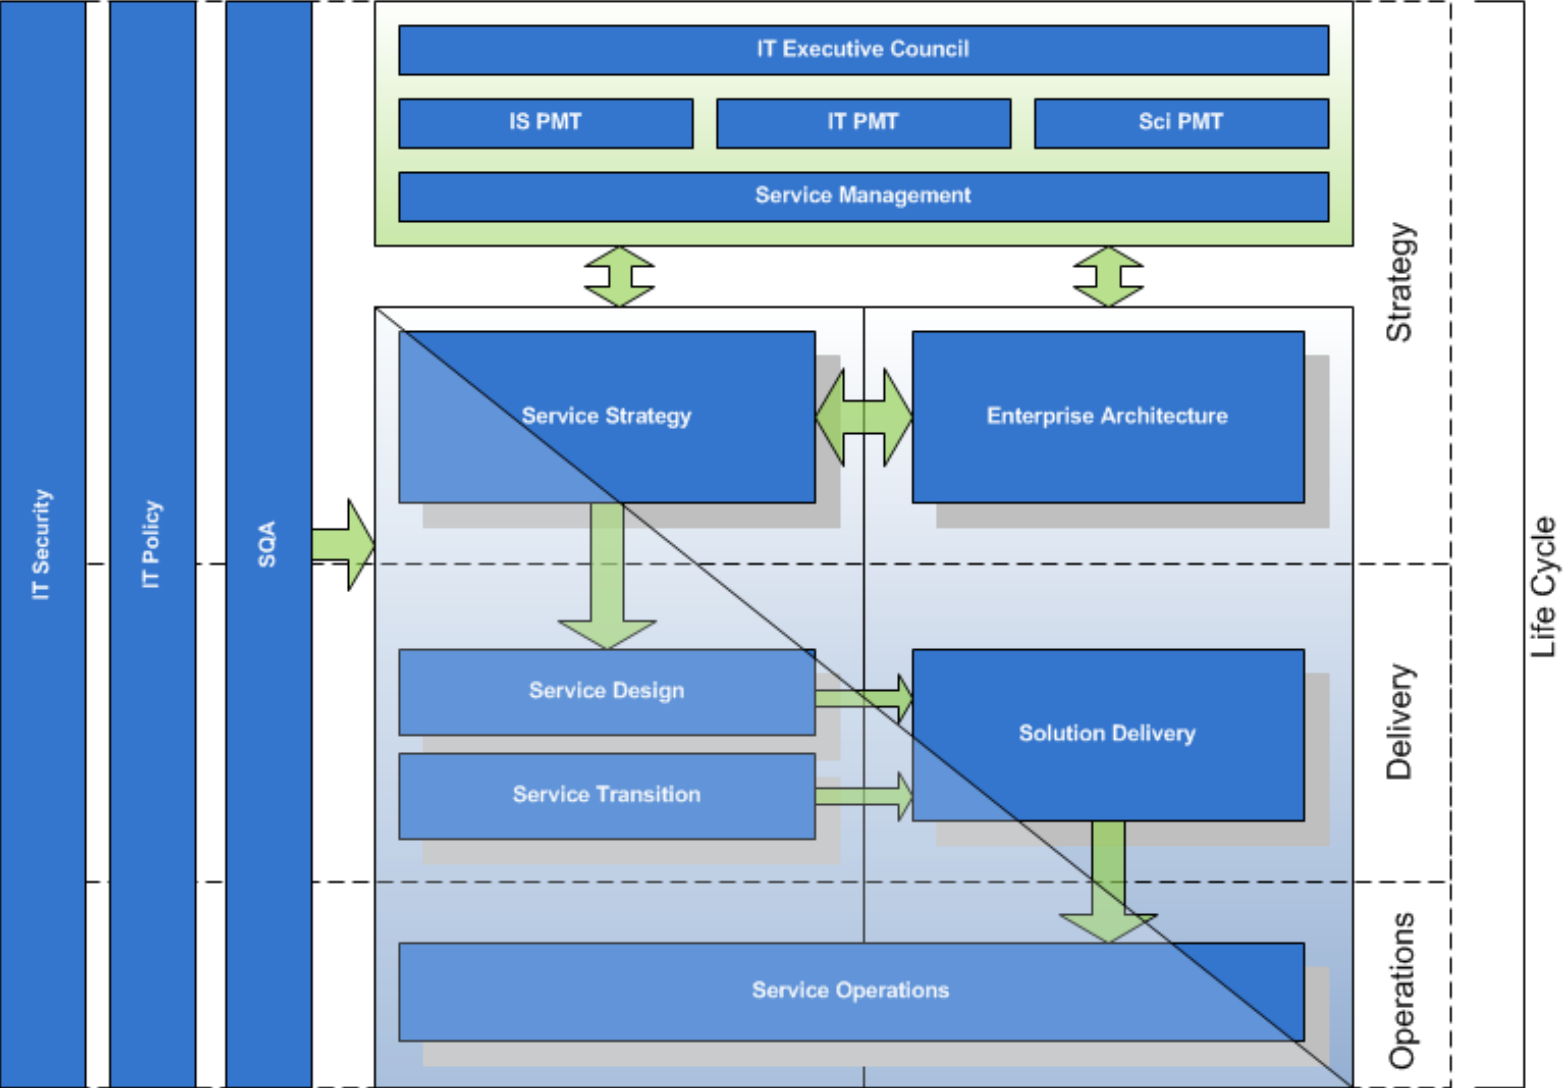 IT Executive Council
IS PMT
IT PMT
Sci PMT
Service Management
Service Strategy
Enterprise Architecture
Service Design
Service Transition
Solution Delivery
Service Operations
IT Security
IT Policy
SQA
Strategy
Delivery
Operations
Life Cycle